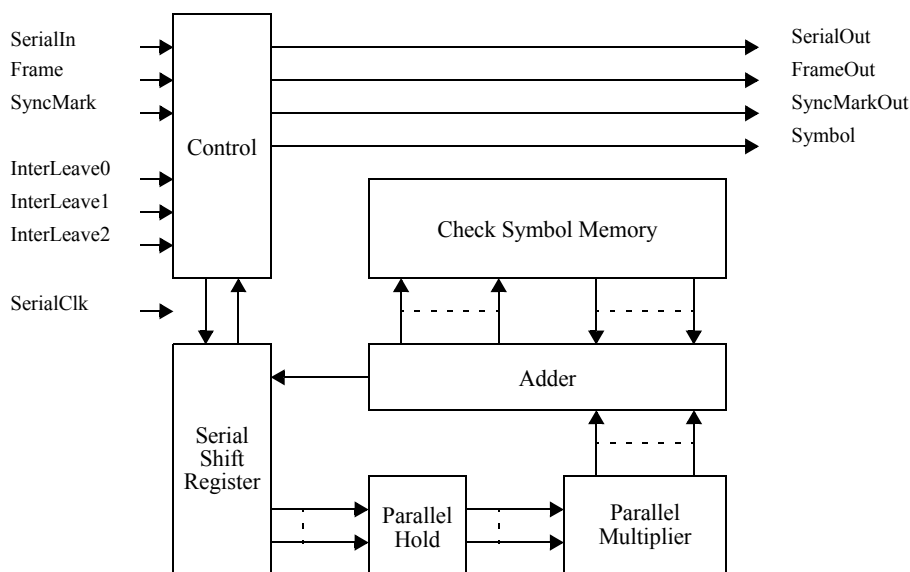 SerialIn
Frame
SyncMark
InterLeave0
InterLeave1
InterLeave2
SerialClk
Control
SerialOut
FrameOut
SyncMarkOut
Symbol
Check Symbol Memory
Adder
Serial
Shift
Register
Parallel
Hold
Parallel
Multiplier